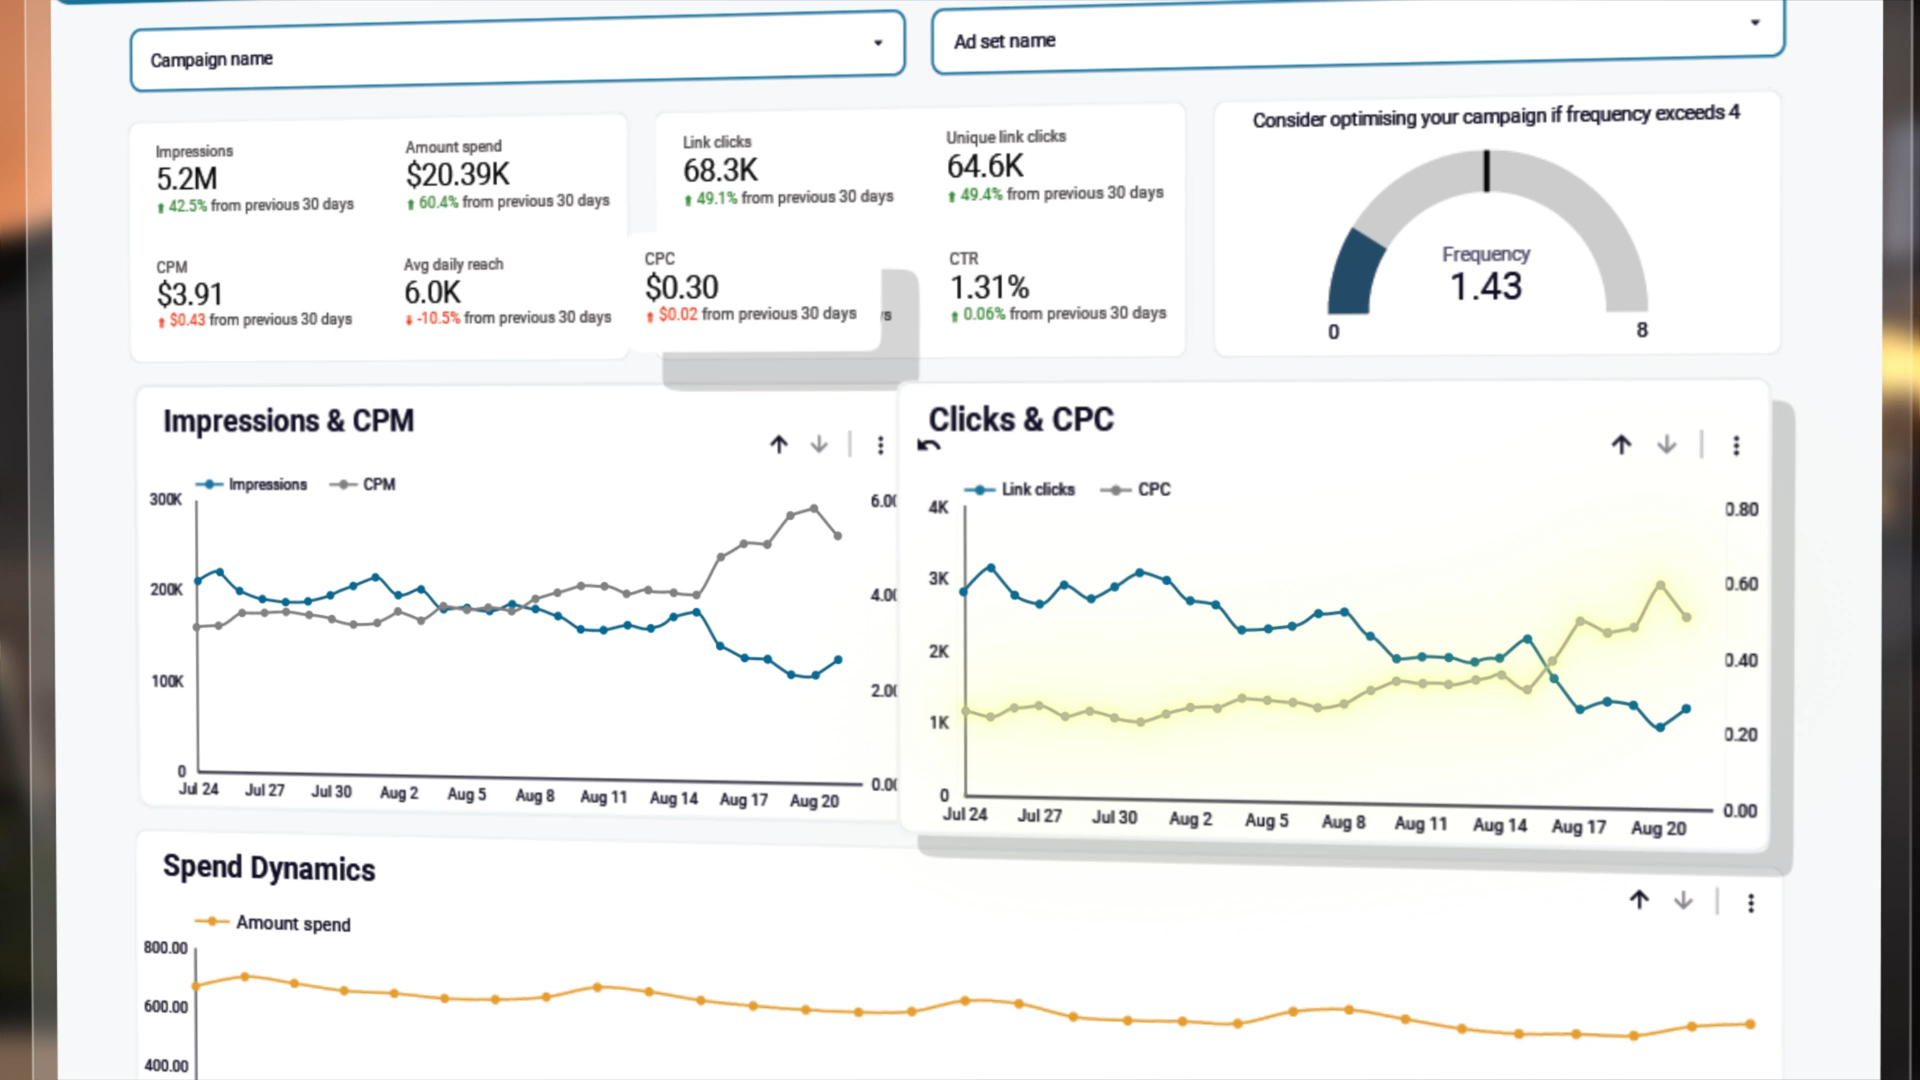 Campaign name
Ad set name
Impressions
5.2M
42.5% from previous 30 days
Amount spend
$20.39K
60.4% from previous 30 days
CPM
$3.91
$0.43 from previous 30 days
Avg daily reach
6.0K
-10.5% from previous 30 days
Link clicks
68.3K
49.1% from previous 30 days
Unique link clicks
64.6K
49.4% from previous 30 days
CPC
$0.30
$0.02 from previous 30 days
CTR
1.31%
0.06% from previous 30 days
Consider optimising your campaign if frequency exceeds 4
Frequency
1.43
0
8
Impressions & CPM
Impressions CPM
300K
200K
100K
0
6.0
4.0
2.0
0.0
Jul 24 Jul 27 Jul 30 Aug 2 Aug 5 Aug 8 Aug 11 Aug 14 Aug 17 Aug 20
Clicks & CPC
Link clicks CPC
4K
3K
2K
1K
0
0.80
0.60
0.40
0.20
0.00
Jul 24 Jul 27 Jul 30 Aug 2 Aug 5 Aug 8 Aug 11 Aug 14 Aug 17 Aug 20
Spend Dynamics
Amount spend
800.00
600.00
400.00